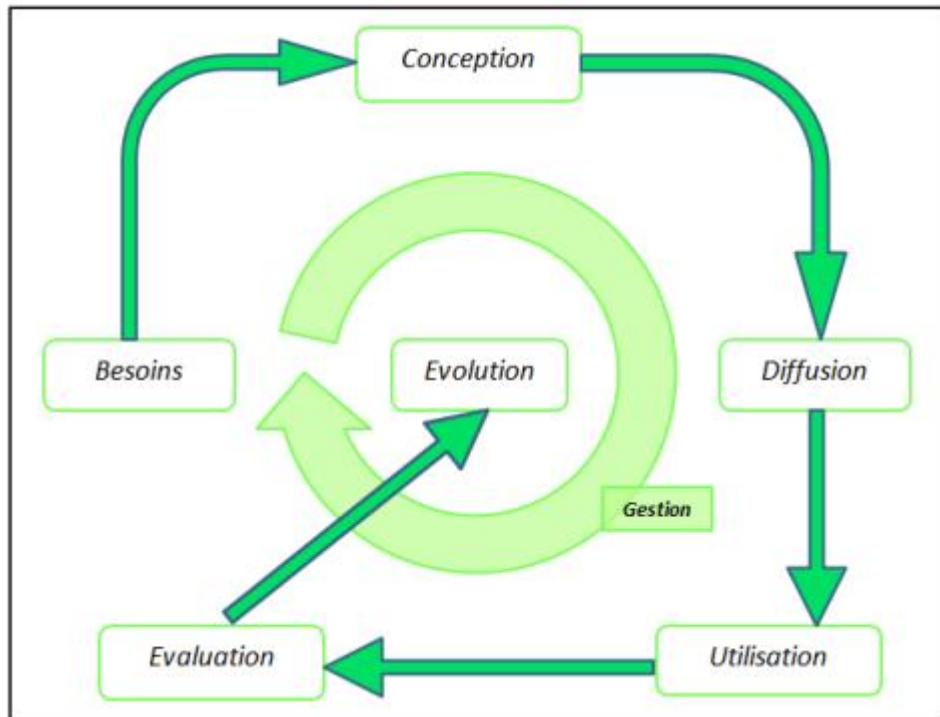 Conception
Besoins
Evolution
Diffusion
Gestion
Evaluation
Utilisation